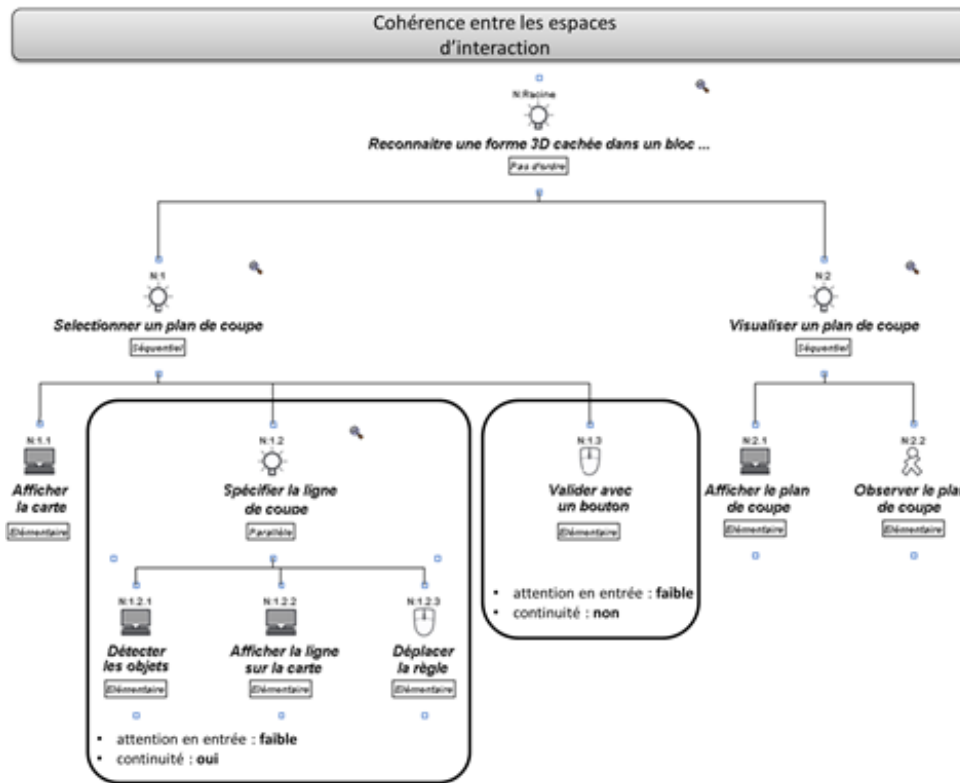 Cohérence entre les espaces
d'interaction
N:Racine
Reconnaitre une forme 3D cachée dans un bloc ...
Pas d'ordre
N:1
Selectionner un plan de coupe
Séquentiel
N:2
Visualiser un plan de coupe
Séquentiel
N:1.1
Afficher
la carte
Elémentaire
N:1.2
Spécifier la ligne
de coupe
Parallèle
N:1.3
Valider avec
un bouton
Elémentaire
N:2.1
Afficher le plan
de coupe
Elémentaire
N:2.2
Observer le plan
de coupe
Elémentaire
• attention en entrée : faible
• continuité : non
N:1.2.1
Détecter
les objets
Elémentaire
N:1.2.2
Afficher la ligne
sur la carte
Elémentaire
N:1.2.3
Déplacer
la règle
Elémentaire
• attention en entrée : faible
• continuité : oui